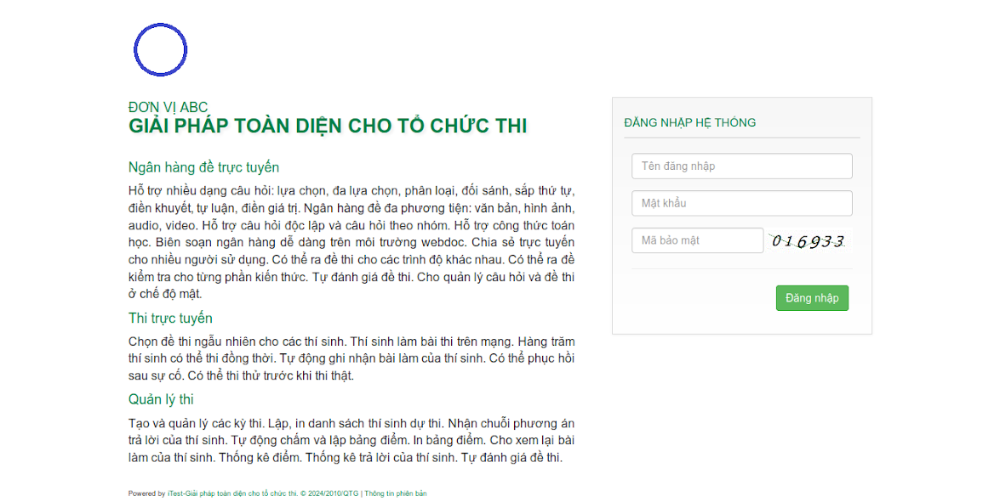 ĐƠN VỊ ABC
GIẢI PHÁP TOÀN DIỆN CHO TỔ CHỨC THI
Ngân hàng đề trực tuyến
Hỗ trợ nhiều dạng câu hỏi: lựa chọn, đa lựa chọn, phân loại, đối sánh, sắp thứ tự,
điền khuyết, tự luận, điền giá trị. Ngân hàng đề đa phương tiện: văn bản, hình ảnh,
audio, video. Hỗ trợ câu hỏi độc lập và câu hỏi theo nhóm. Hỗ trợ công thức toán
học. Biên soạn ngân hàng dễ dàng trên môi trường webdoc. Chia sẻ trực tuyến
cho nhiều người sử dụng. Có thể ra đề thi cho các trình độ khác nhau. Có thể ra đề
kiểm tra cho từng phần kiến thức. Tự đánh giá đề thi. Cho quản lý câu hỏi và đề thi
ở chế độ mật.
Thi trực tuyến
Chọn đề thi ngẫu nhiên cho các thí sinh. Thí sinh làm bài thi trên mạng. Hàng trăm
thí sinh có thể thi đồng thời. Tự động ghi nhận bài làm của thí sinh. Có thể phục hồi
sau sự cố. Có thể thi thử trước khi thi thật.
Quản lý thi
Tạo và quản lý các kỳ thi. Lập, in danh sách thí sinh dự thi. Nhận chuỗi phương án
trả lời của thí sinh. Tự động chấm và lập bảng điểm. In bảng điểm. Cho xem lại bài
làm của thí sinh. Thống kê điểm. Thống kê trả lời của thí sinh. Tự đánh giá đề thi.
ĐĂNG NHẬP HỆ THỐNG
Tên đăng nhập
Mật khẩu
Mã bảo mật 016933
Đăng nhập
Powered by iTest-Giải pháp toàn diện cho tổ chức thi. © 2024/2010/QTG | Thông tin phiên bản